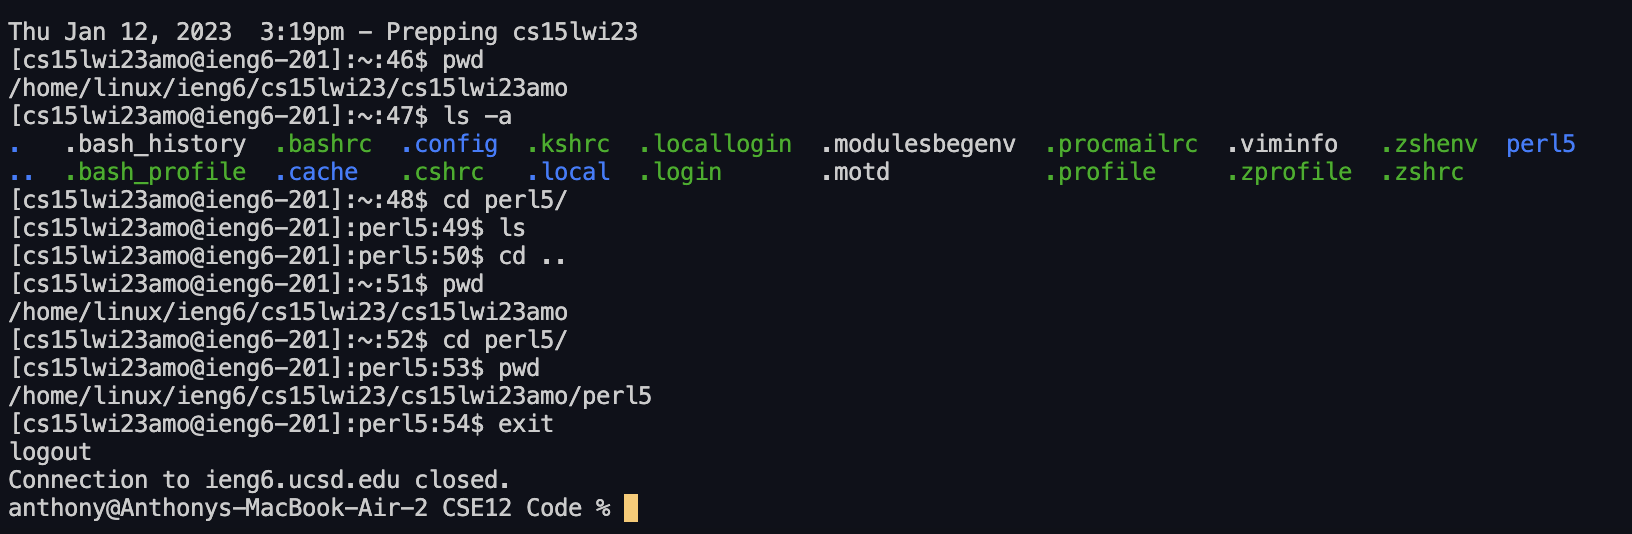 Thu Jan 12, 2023  3:19pm - Prepping cs15lwi23
[cs15lwi23amo@ieng6-201]:~:46$ pwd
/home/linux/ieng6/cs15lwi23/cs15lwi23amo
[cs15lwi23amo@ieng6-201]:~:47$ ls -a
.   .bash_history  .bashrc  .config  .kshrc  .locallogin  .modulesbegenv  .procmailrc  .viminfo   .zshenv  perl5
..  .bash_profile  .cache   .cshrc   .local  .login       .motd           .profile     .zprofile  .zshrc
[cs15lwi23amo@ieng6-201]:~:48$ cd perl5/
[cs15lwi23amo@ieng6-201]:perl5:49$ ls
[cs15lwi23amo@ieng6-201]:perl5:50$ cd ..
[cs15lwi23amo@ieng6-201]:~:51$ pwd
/home/linux/ieng6/cs15lwi23/cs15lwi23amo
[cs15lwi23amo@ieng6-201]:~:52$ cd perl5/
[cs15lwi23amo@ieng6-201]:perl5:53$ pwd
/home/linux/ieng6/cs15lwi23/cs15lwi23amo/perl5
[cs15lwi23amo@ieng6-201]:perl5:54$ exit
logout
Connection to ieng6.ucsd.edu closed.
anthony@Anthonys-MacBook-Air-2 CSE12 Code %